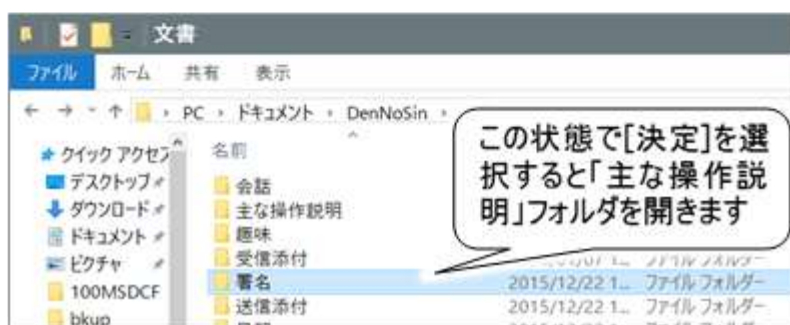 文書
ファイル ホーム 共有 表示
PC › ドキュメント › DenNoSin ›
この状態で[決定]を選
択すると「主な操作説
明」フォルダを開きます
クイック アクセス
デスクトップ
ダウンロード
ドキュメント
ピクチャ
100MSDCF
bkup
名前
会話
主な操作説明
趣味
受信添付
署名 2015/12/22 1... ファイル フォルダー
送信添付 2015/12/22 1... ファイル フォルダー